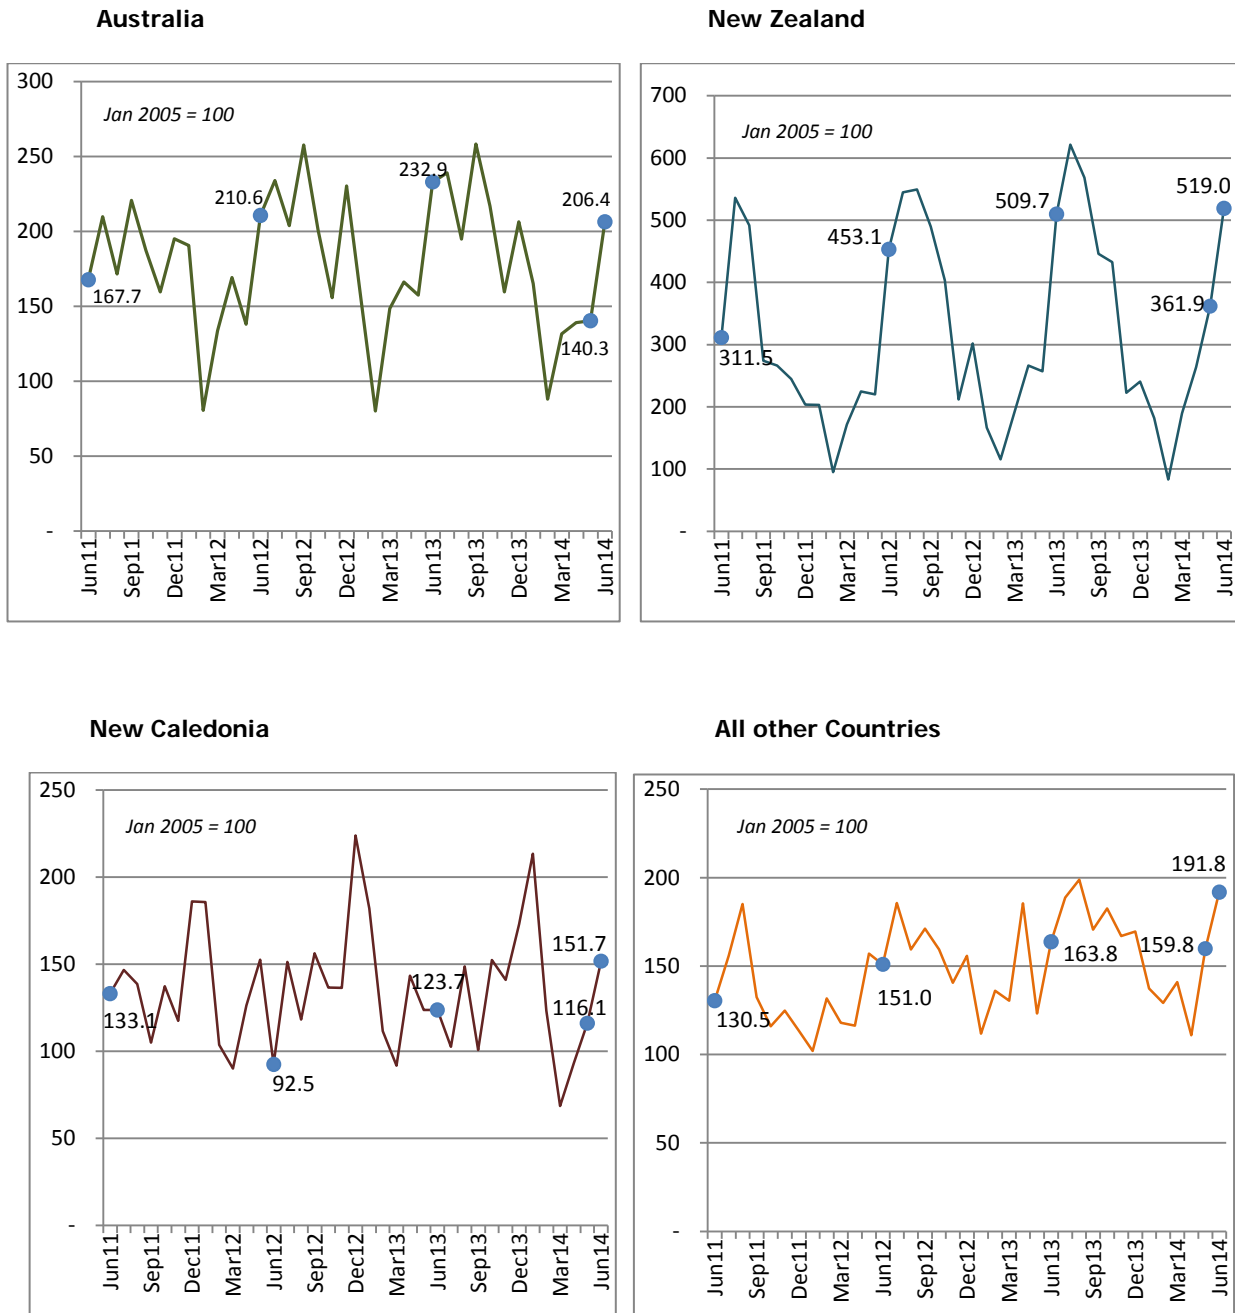 Australia
300
250
200
150
100
50
-
Jan 2005 = 100
167.7
210.6
232.9
206.4
140.3
Jun11
Sep11
Dec11
Mar12
Jun12
Sep12
Dec12
Mar13
Jun13
Sep13
Dec13
Mar14
Jun14
New Zealand
700
600
500
400
300
200
100
-
Jan 2005 = 100
311.5
453.1
509.7
361.9
519.0
Jun11
Sep11
Dec11
Mar12
Jun12
Sep12
Dec12
Mar13
Jun13
Sep13
Dec13
Mar14
Jun14
New Caledonia
250
200
150
100
50
-
Jan 2005 = 100
133.1
92.5
123.7
116.1
151.7
Jun11
Sep11
Dec11
Mar12
Jun12
Sep12
Dec12
Mar13
Jun13
Sep13
Dec13
Mar14
Jun14
All other Countries
250
200
150
100
50
-
Jan 2005 = 100
130.5
151.0
163.8
159.8
191.8
Jun11
Sep11
Dec11
Mar12
Jun12
Sep12
Dec12
Mar13
Jun13
Sep13
Dec13
Mar14
Jun14